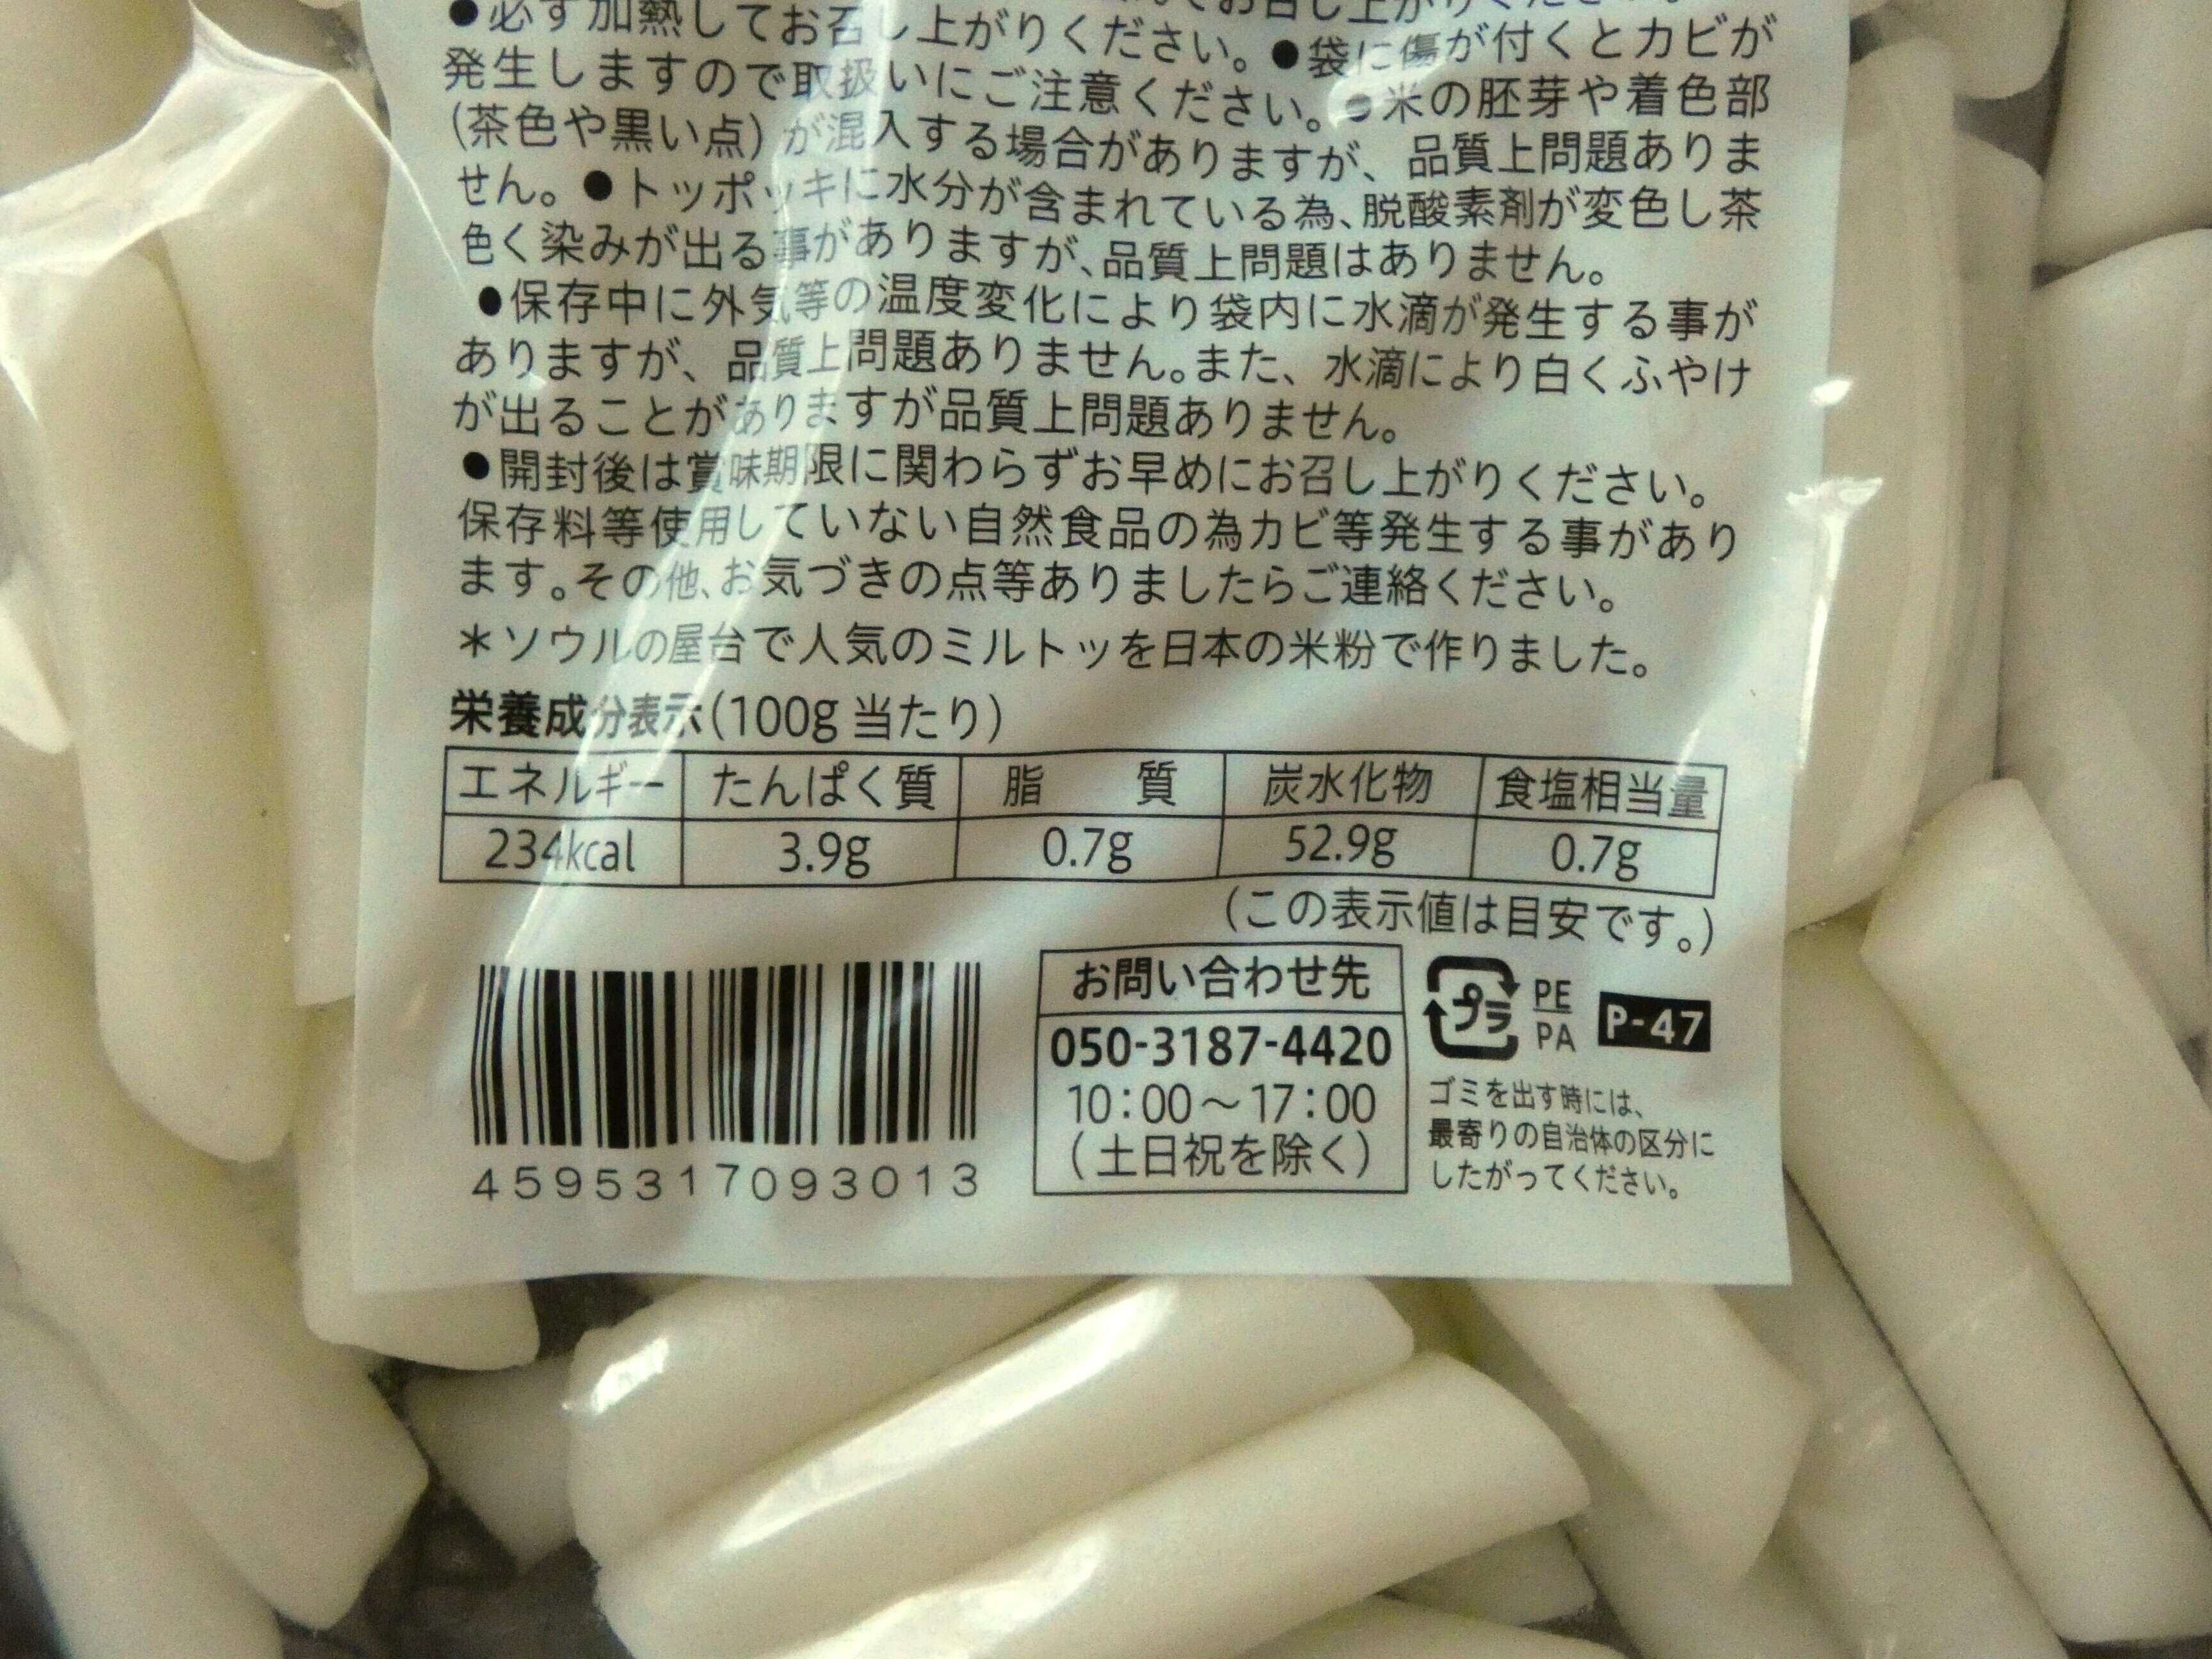 お召し上がりください。
●必ず加熱してお召し上がりください。●袋に傷が付くとカビが
発生しますので取扱いにご注意ください。●米の胚芽や着色部
(茶色や黒い点)が混入する場合がありますが、品質上問題ありま
せん。●トッポッキに水分が含まれている為、脱酸素剤が変色し茶
色く染みが出る事がありますが、品質上問題はありません。
●保存中に外気等の温度変化により袋内に水滴が発生する事が
ありますが、品質上問題ありません。また、水滴により白くふやけ
が出ることがありますが品質上問題ありません。
●開封後は賞味期限に関わらずお早めにお召し上がりください。
保存料等使用していない自然食品の為カビ等発生する事があり
ます。その他、お気づきの点等ありましたらご連絡ください。
＊ソウルの屋台で人気のミルトッを日本の米粉で作りました。
栄養成分表示(100g当たり)
エネルギー たんぱく質 脂 質 炭水化物 食塩相当量
234kcal 3.9g 0.7g 52.9g 0.7g
(この表示値は目安です。)
4595317093013
お問い合わせ先
050-3187-4420
10：00～17：00
(土日祝を除く)
プラ
PE
PA
P-47
ゴミを出す時には、
最寄りの自治体の区分に
したがってください。